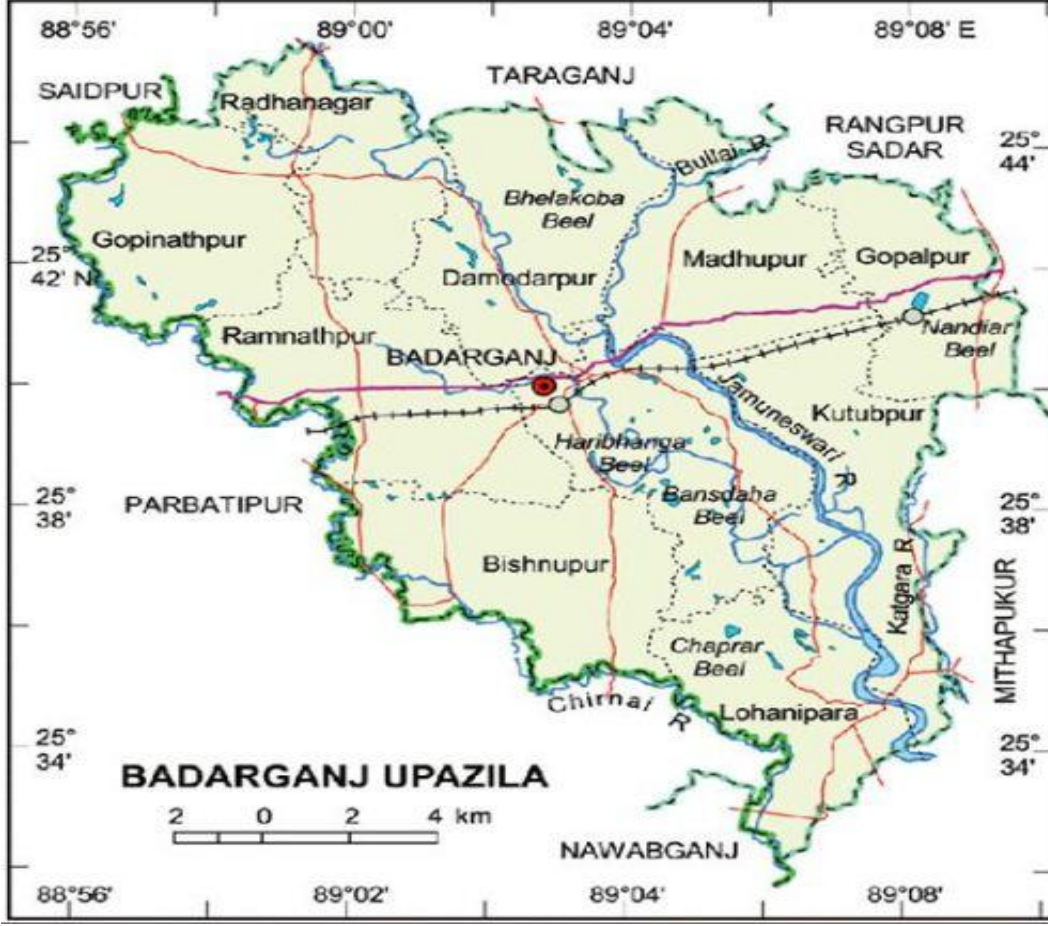 88°56' 89°00' 89°04' 89°08' E
TARAGANJ
SAIDPUR
Radhanagar
RANGPUR
SADAR
25°
44'
Bullai R
Bhelakoba
Beel
Gopinathpur
25°
42' N
Madhupur
Gopalpur
Damodarpur
Ramnathpur
Nandiar
Beel
BADARGANJ
Jamuneswari R
Kutubpur
Haribhanga
Beel
PARBATIPUR
25°
38'
Bansdaha
Beel
25°
38'
Bishnupur
Katgara R
MITHAPUKUR
Chaprar
Beel
Chirnai R
Lohanipara
25°
34'
25°
34'
BADARGANJ UPAZILA
2 0 2 4 km
NAWABGANJ
88°56' 89°02' 89°04' 89°08'